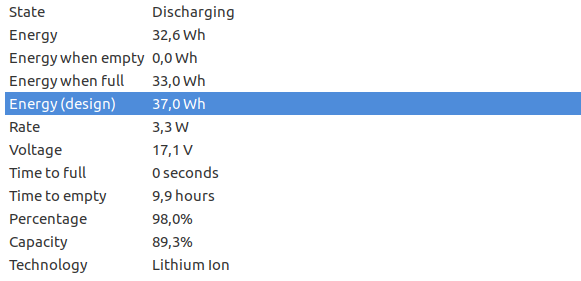 State Discharging
Energy 32,6 Wh
Energy when empty 0,0 Wh
Energy when full 33,0 Wh
Energy (design) 37,0 Wh
Rate 3,3 W
Voltage 17,1 V
Time to full 0 seconds
Time to empty 9,9 hours
Percentage 98,0%
Capacity 89,3%
Technology Lithium Ion